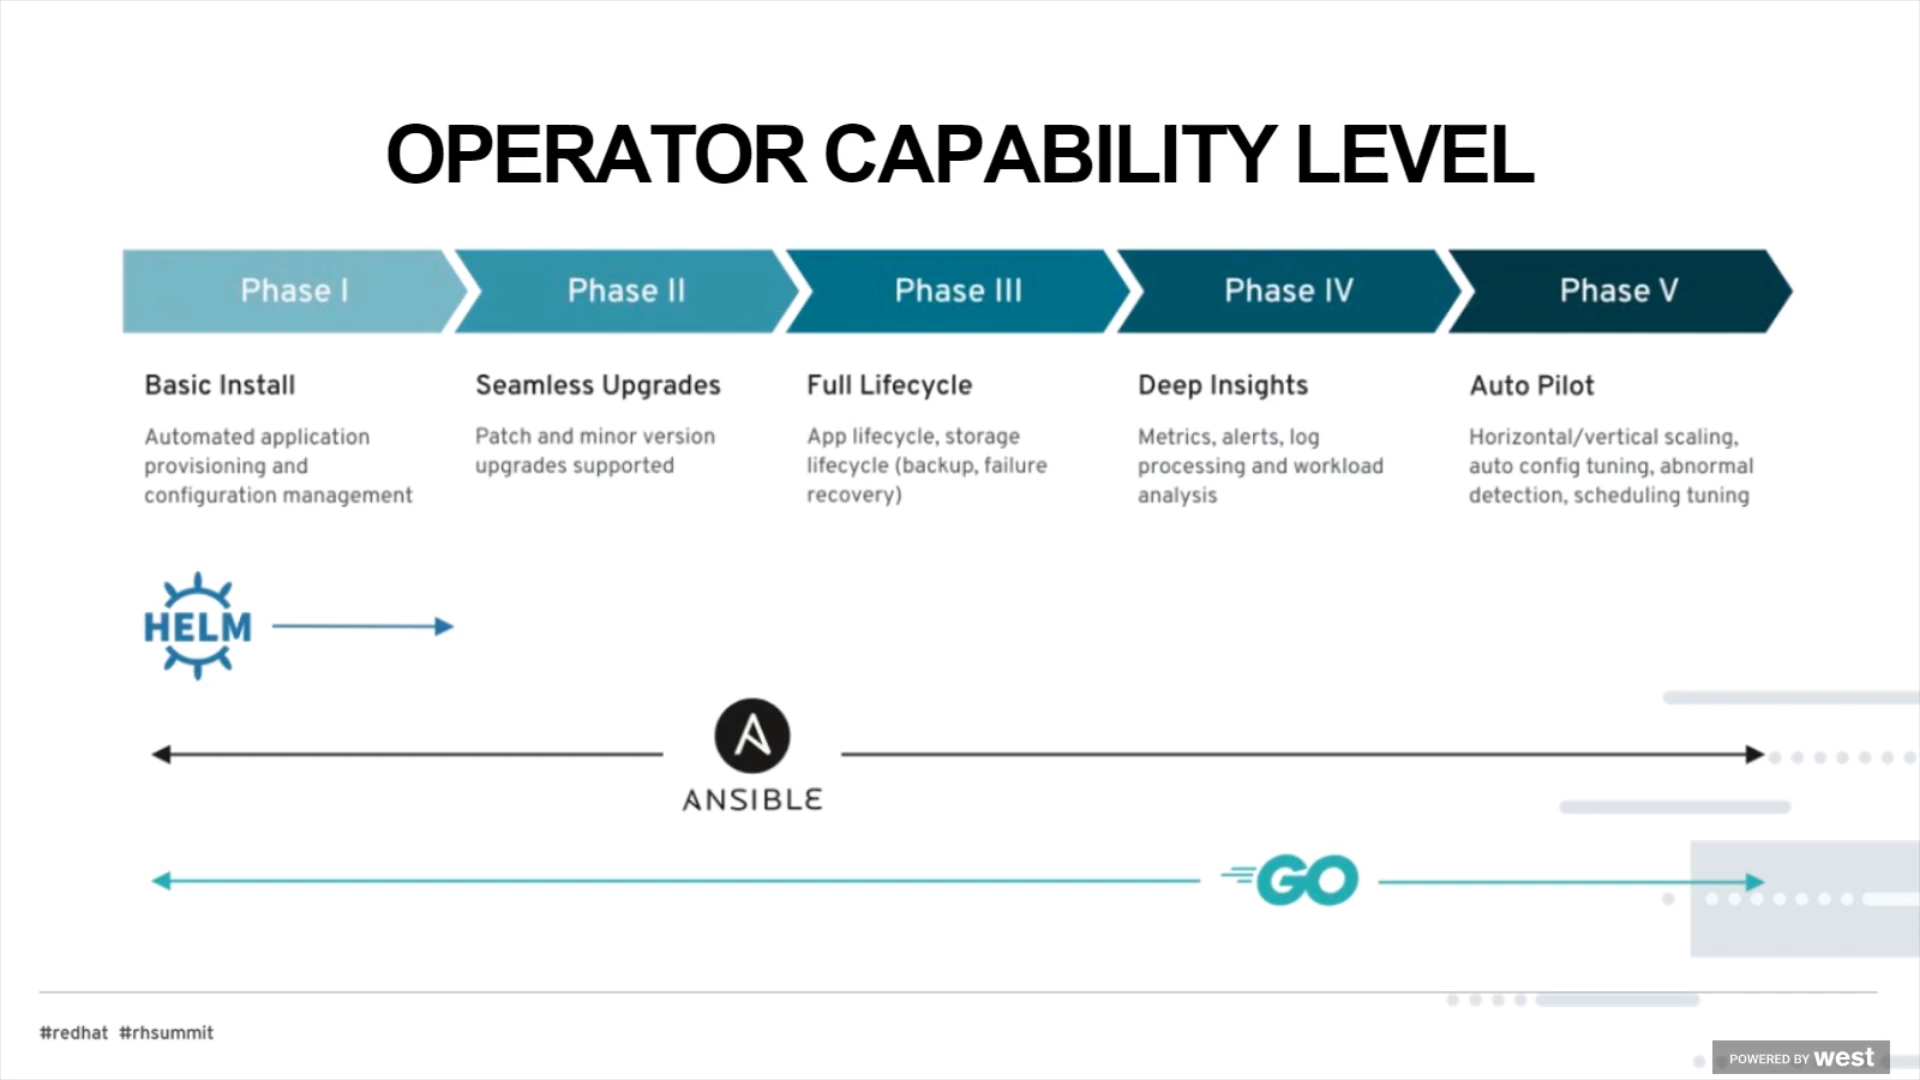 OPERATOR CAPABILITY LEVEL
Phase I
Phase II
Phase III
Phase IV
Phase V
Basic Install
Automated application
provisioning and
configuration management
Seamless Upgrades
Patch and minor version
upgrades supported
Full Lifecycle
App lifecycle, storage
lifecycle (backup, failure
recovery)
Deep Insights
Metrics, alerts, log
processing and workload
analysis
Auto Pilot
Horizontal/vertical scaling,
auto config tuning, abnormal
detection, scheduling tuning
HELM
A
ANSIBLE
GO
#redhat #rhsummit
POWERED BY west